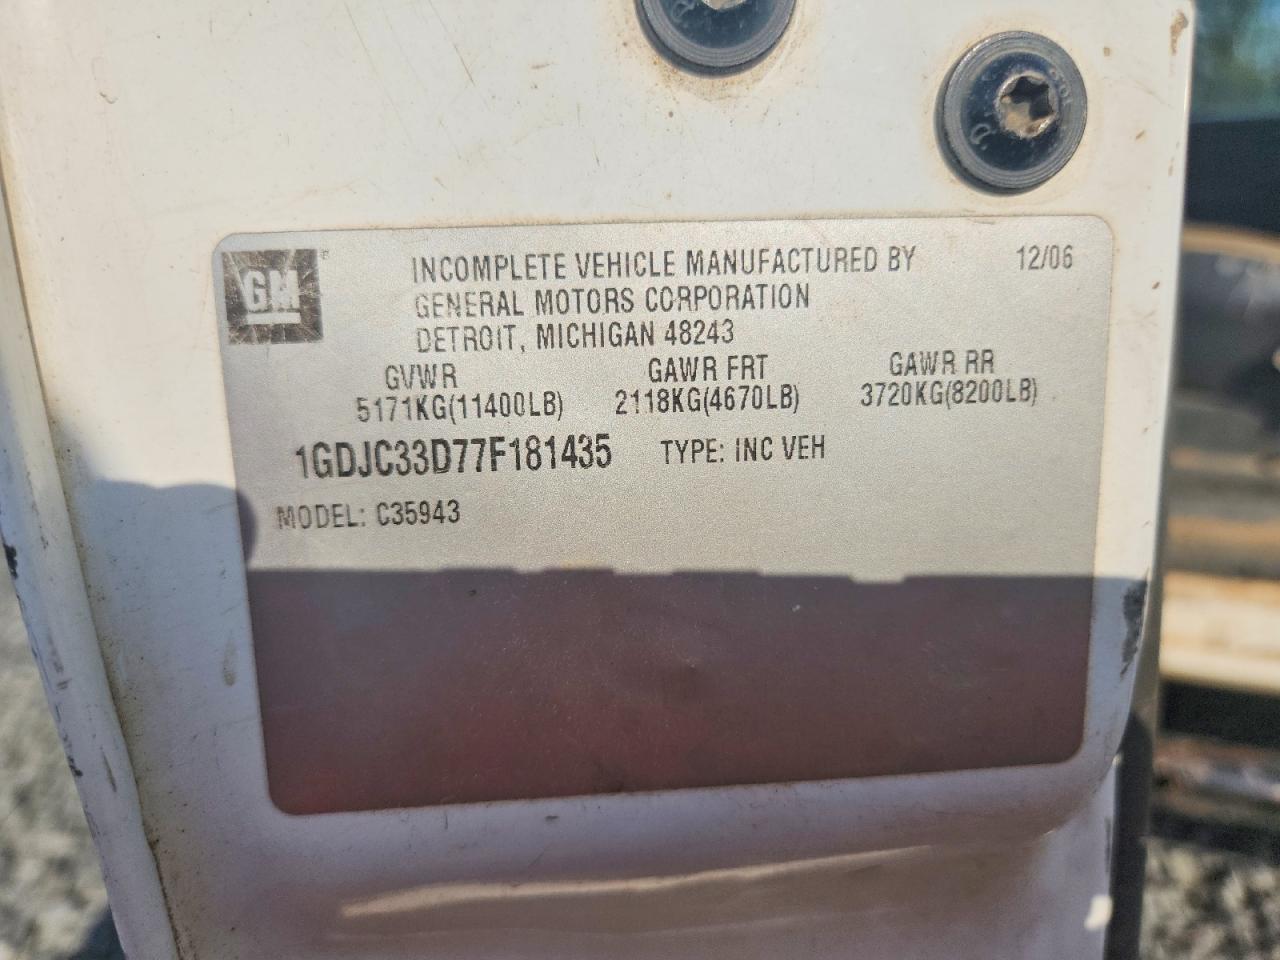 GM
INCOMPLETE VEHICLE MANUFACTURED BY 12/06
GENERAL MOTORS CORPORATION
DETROIT, MICHIGAN 48243
GVWR GAWR FRT GAWR RR
5171KG(11400LB) 2118KG(4670LB) 3720KG(8200LB)
1GDJC33D77F181435 TYPE: INC VEH
MODEL: C35943